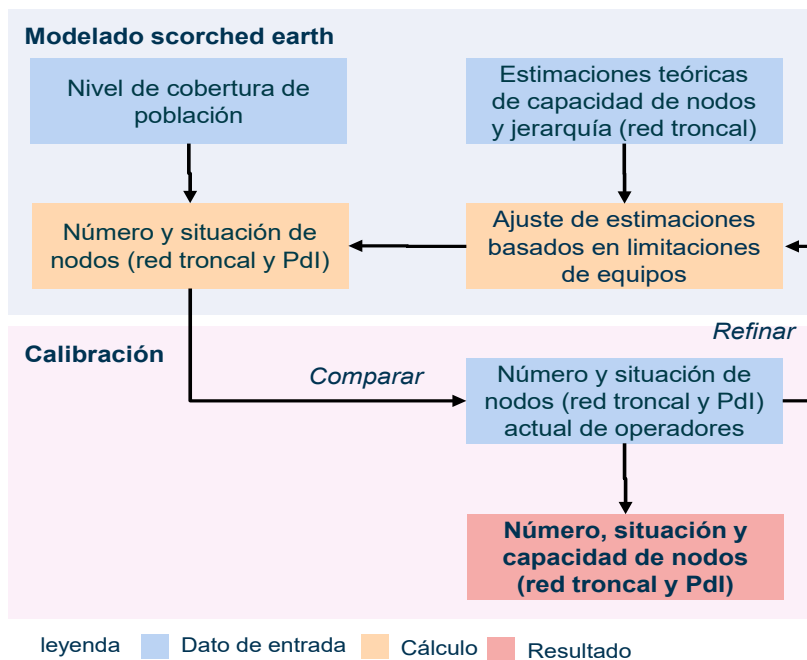 Modelado scorched earth
Nivel de cobertura de
población
Estimaciones teóricas
de capacidad de nodos
y jerarquía (red troncal)
Número y situación de
nodos (red troncal y PdI)
Ajuste de estimaciones
basados en limitaciones
de equipos
Refinar
Calibración
Comparar
Número y situación de
nodos (red troncal y PdI)
actual de operadores
Número, situación y
capacidad de nodos
(red troncal y PdI)
leyenda
Dato de entrada
Cálculo
Resultado